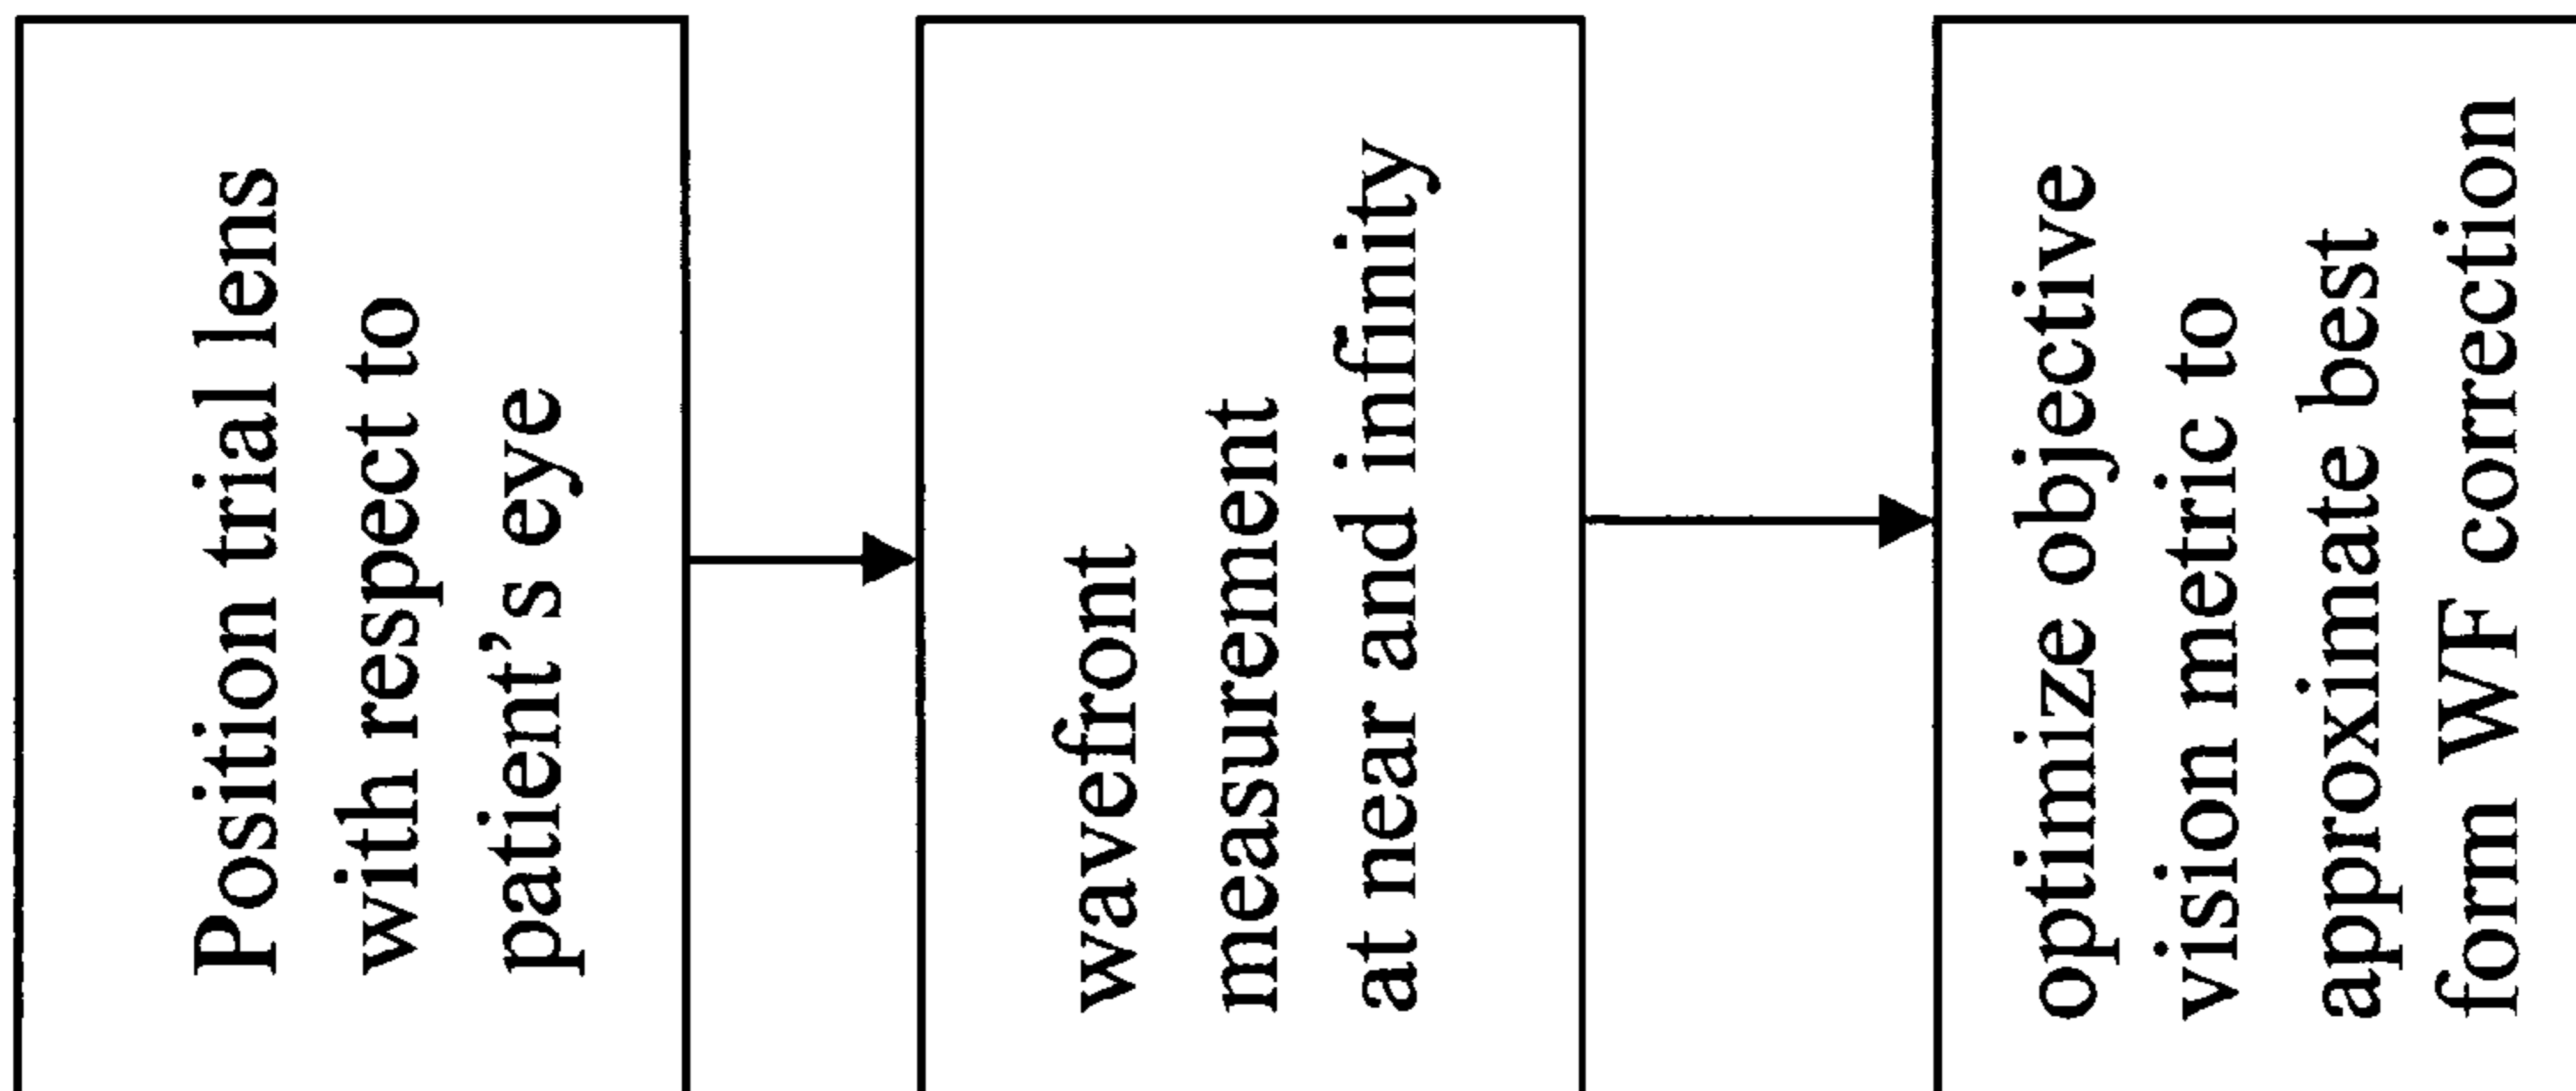 Position trial lens
with respect to
patient's eye
wavefront
measurement
at near and infinity
optimize objective
vision metric to
approximate best
form WF correction